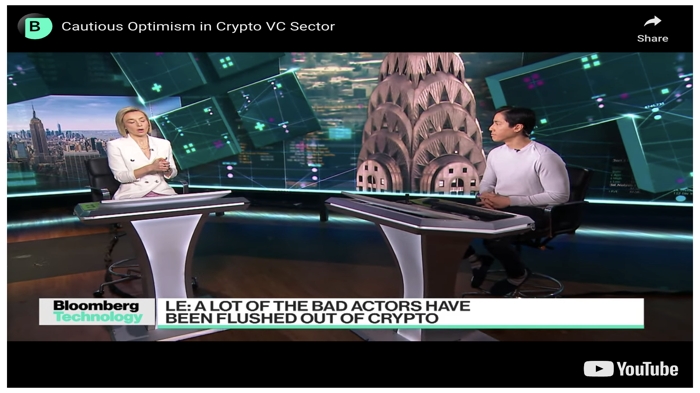 B
Cautious Optimism in Crypto VC Sector
Share
Bloomberg
Technology
LE: A LOT OF THE BAD ACTORS HAVE
BEEN FLUSHED OUT OF CRYPTO
YouTube